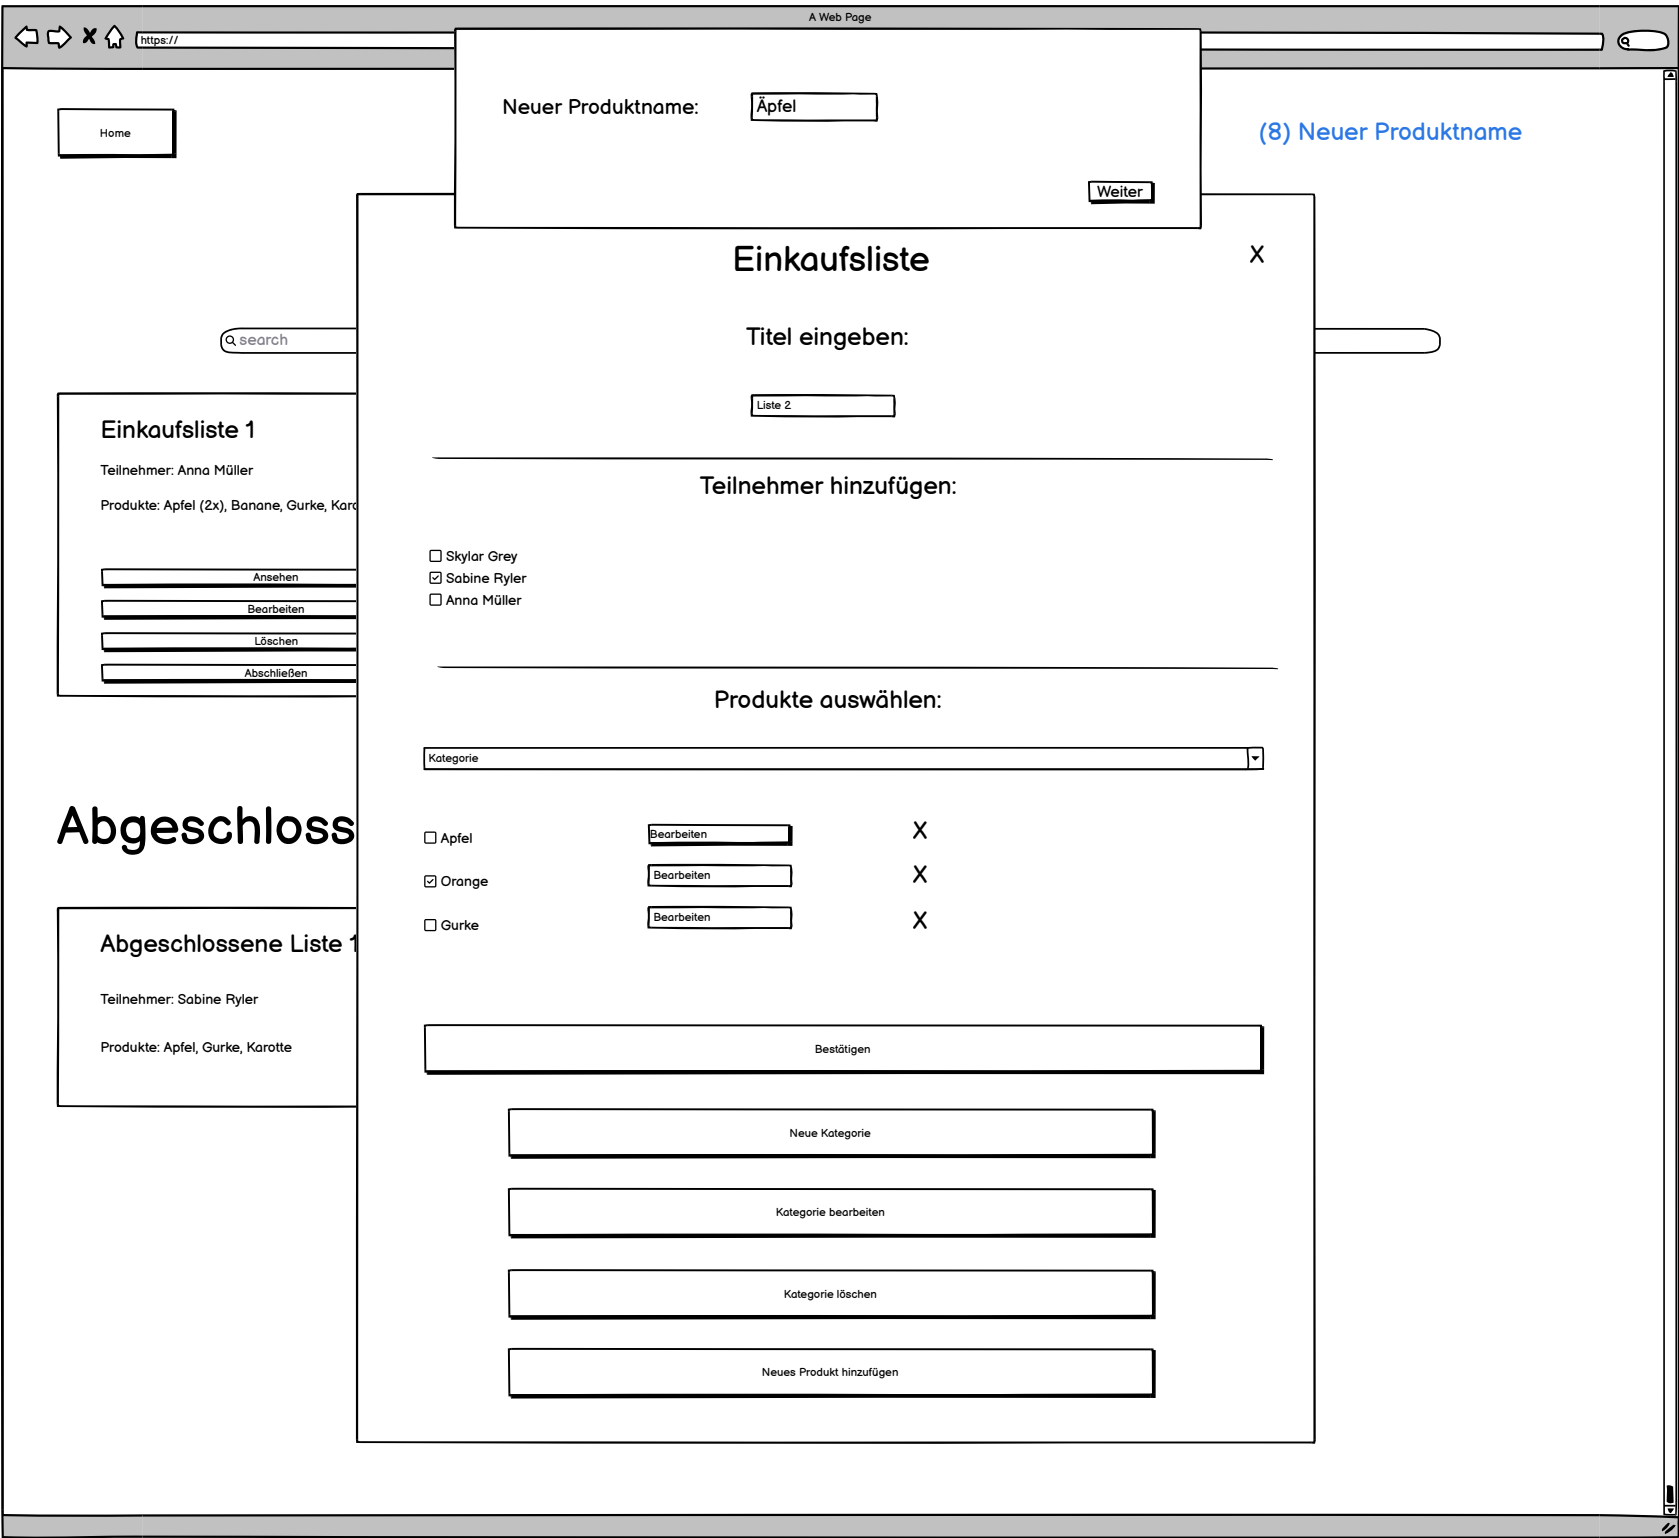 A Web Page
https://
Neuer Produktname:
Äpfel
Weiter
Home
(8) Neuer Produktname
Einkaufsliste
X
Titel eingeben:
search
Liste 2
Einkaufsliste 1
Teilnehmer: Anna Müller
Produkte: Apfel (2x), Banane, Gurke, Karo
Ansehen
Bearbeiten
Löschen
Abschließen
Teilnehmer hinzufügen:
Skylar Grey
Sabine Ryler
Anna Müller
Produkte auswählen:
Kategorie
Apfel
Bearbeiten
X
Orange
Bearbeiten
X
Gurke
Bearbeiten
X
Abgeschloss
Abgeschlossene Liste 1
Teilnehmer: Sabine Ryler
Produkte: Apfel, Gurke, Karotte
Bestätigen
Neue Kategorie
Kategorie bearbeiten
Kategorie löschen
Neues Produkt hinzufügen